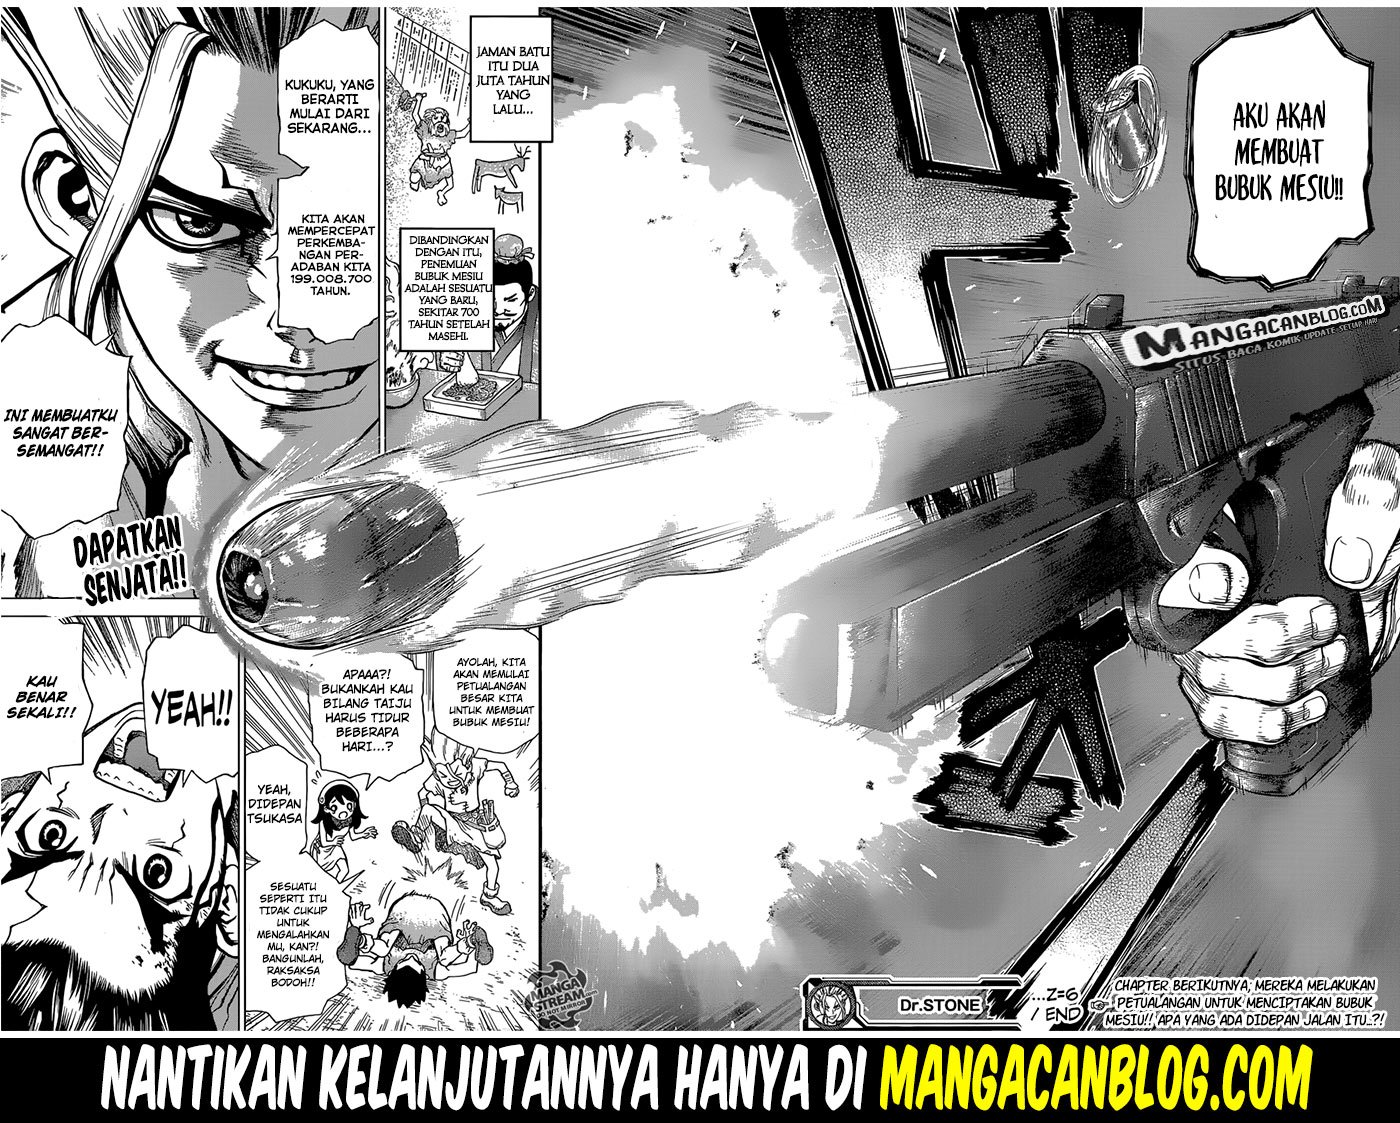 AKU AKAN
MEMBUAT
BUBUK MESIU!!
MANGACANBLOG.COM
SITUS BACA KOMIK UPDATE SETIAP HARI
JAMAN BATU
ITU DUA
JUTA TAHUN
YANG
LALU...
DIBANDINGKAN
DENGAN ITU,
PENEMUAN
BUBUK MESIU
ADALAH SESUATU
YANG BARU,
SEKITAR 700
TAHUN SETELAH
MASEHI.
KUKUKU, YANG
BERARTI
MULAI DARI
SEKARANG...
KITA AKAN
MEMPERCEPAT
PERKEMBA-
NGAN PER-
ADABAN KITA
199.008.700
TAHUN.
INI MEMBUATKU
SANGAT BER-
SEMANGAT!!
DAPATKAN
SENJATA!!
AYOLAH, KITA
AKAN MEMULAI
PETUALANGAN
BESAR KITA
UNTUK MEMBUAT
BUBUK MESIU!
APAAA?!
BUKANKAH KAU
BILANG TAIJU
HARUS TIDUR
BEBERAPA
HARI...?
YEAH,
DIDEPAN
TSUKASA
SESUATU
SEPERTI ITU
TIDAK CUKUP
UNTUK
MENGALAHKAN
MU, KAN?!
BANGUNLAH,
RAKSAKSA
BODOH!!
YEAH!!
KAU
BENAR
SEKALI!!
MANGA
STREAM
DO NOT MIRROR
Dr.STONE
...Z=6
/ END
CHAPTER BERIKUTNYA, MEREKA MELAKUKAN
PETUALANGAN UNTUK MENCIPTAKAN BUBUK
MESIU!! APA YANG ADA DIDEPAN JALAN ITU..?!
NANTIKAN KELANJUTANNYA HANYA DI MANGACANBLOG.COM